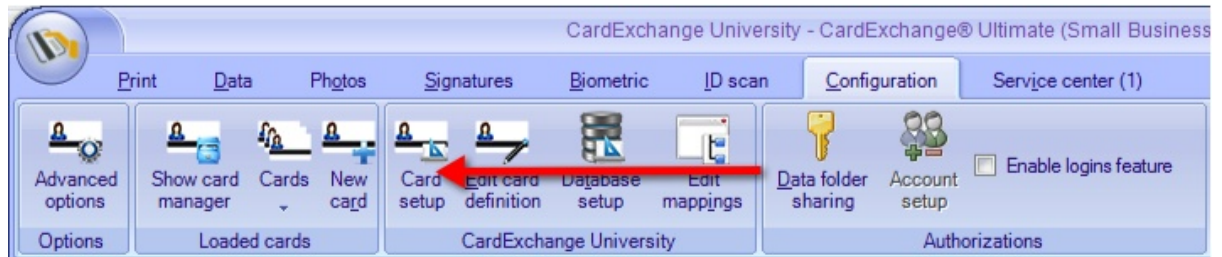 CardExchange University - CardExchange® Ultimate (Small Business
Print Data Photos Signatures Biometric ID scan Configuration Service center (1)
Advanced options
Show card manager
Cards
New card
Card setup
Edit card definition
Database setup
Edit mappings
Data folder sharing
Account setup
Enable logins feature
Options Loaded cards CardExchange University Authorizations